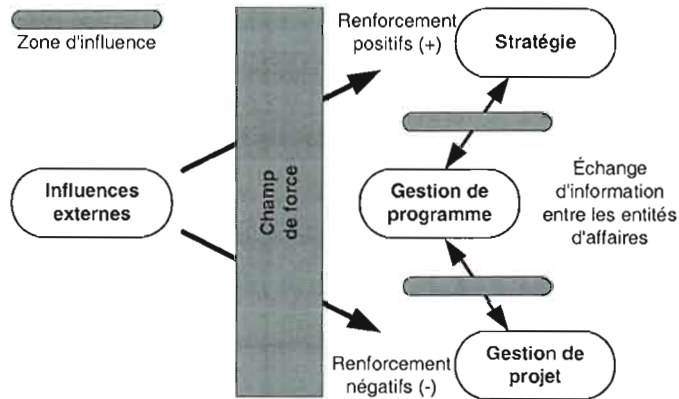 Zone d'influence
Renforcement
positifs (+)
Stratégie
Influences
externes
Champ
de force
Gestion de
programme
Échange
d'information
entre les entités
d'affaires
Renforcement
négatifs (-)
Gestion de
projet